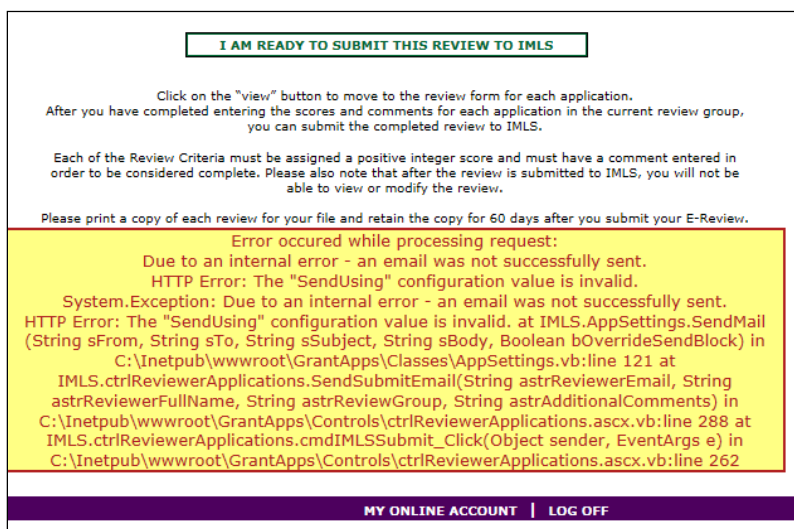 I AM READY TO SUBMIT THIS REVIEW TO IMLS
Click on the "view" button to move to the review form for each application.
After you have completed entering the scores and comments for each application in the current review group,
you can submit the completed review to IMLS.
Each of the Review Criteria must be assigned a positive integer score and must have a comment entered in
order to be considered complete. Please also note that after the review is submitted to IMLS, you will not be
able to view or modify the review.
Please print a copy of each review for your file and retain the copy for 60 days after you submit your E-Review.
Error occured while processing request:
Due to an internal error - an email was not successfully sent.
HTTP Error: The "SendUsing" configuration value is invalid.
System.Exception: Due to an internal error - an email was not successfully sent.
HTTP Error: The "SendUsing" configuration value is invalid. at IMLS.AppSettings.SendMail
(String sFrom, String sTo, String sSubject, String sBody, Boolean bOverrideSendBlock) in
C:\Inetpub\wwwroot\GrantApps\Classes\AppSettings.vb:line 121 at
IMLS.ctrlReviewerApplications.SendSubmitEmail(String astrReviewerEmail, String
astrReviewerFullName, String astrReviewGroup, String astrAdditionalComments) in
C:\Inetpub\wwwroot\GrantApps\Controls\ctrlReviewerApplications.ascx.vb:line 288 at
IMLS.ctrlReviewerApplications.cmdIMLSSubmit_Click(Object sender, EventArgs e) in
C:\Inetpub\wwwroot\GrantApps\Controls\ctrlReviewerApplications.ascx.vb:line 262
MY ONLINE ACCOUNT | LOG OFF